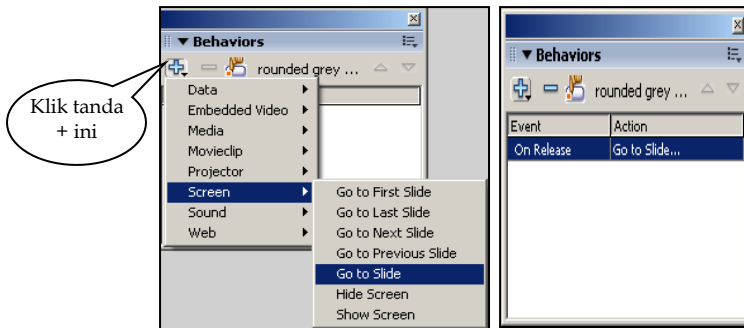 Klik tanda
+ ini
Behaviors
rounded grey ...
Data
Embedded Video
Media
Movieclip
Projector
Screen
Sound
Web
Go to First Slide
Go to Last Slide
Go to Next Slide
Go to Previous Slide
Go to Slide
Hide Screen
Show Screen
Behaviors
rounded grey ...
Event Action
On Release Go to Slide...